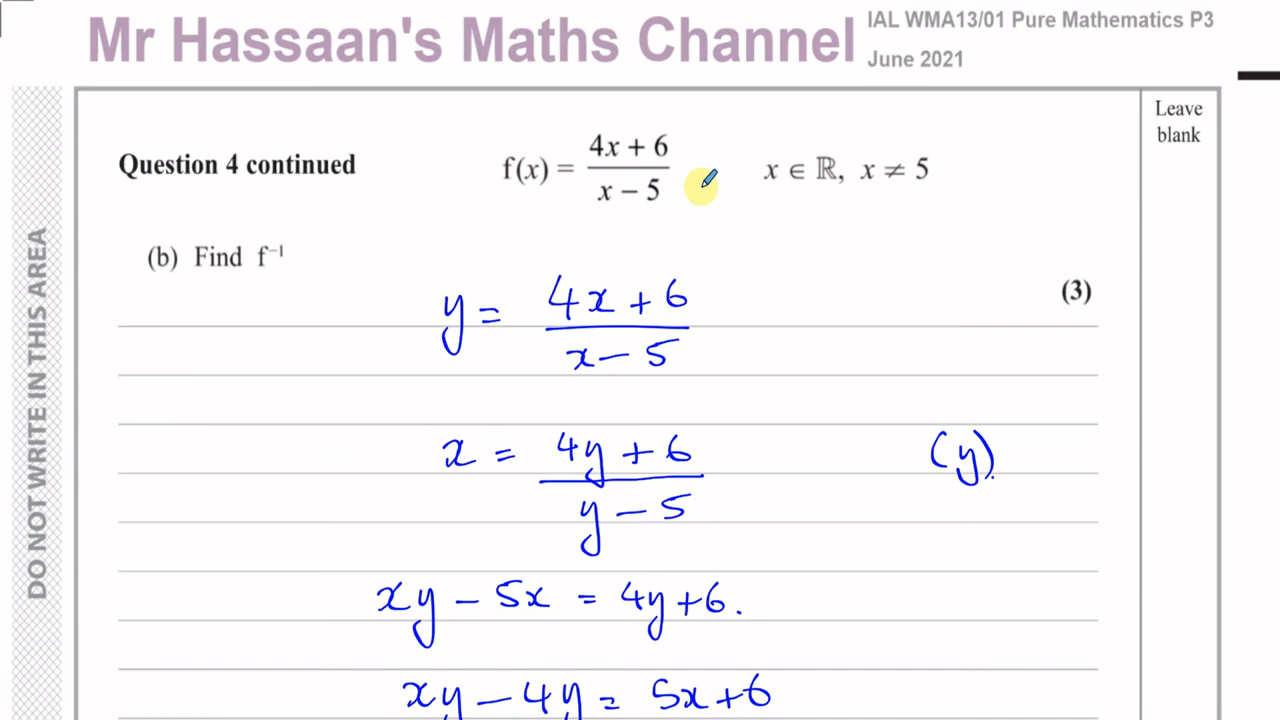 Mr Hassaan's Maths Channel
IAL WMA13/01 Pure Mathematics P3
June 2021
Leave
blank
Question 4 continued f(x) = (4x + 6)/(x − 5) x ∈ ℝ, x ≠ 5
(b) Find f⁻¹
(3)
y = (4x + 6)/(x − 5)
x = (4y + 6)/(y − 5) (y).
xy − 5x = 4y + 6.
xy − 4y = 5x + 6
DO NOT WRITE IN THIS AREA